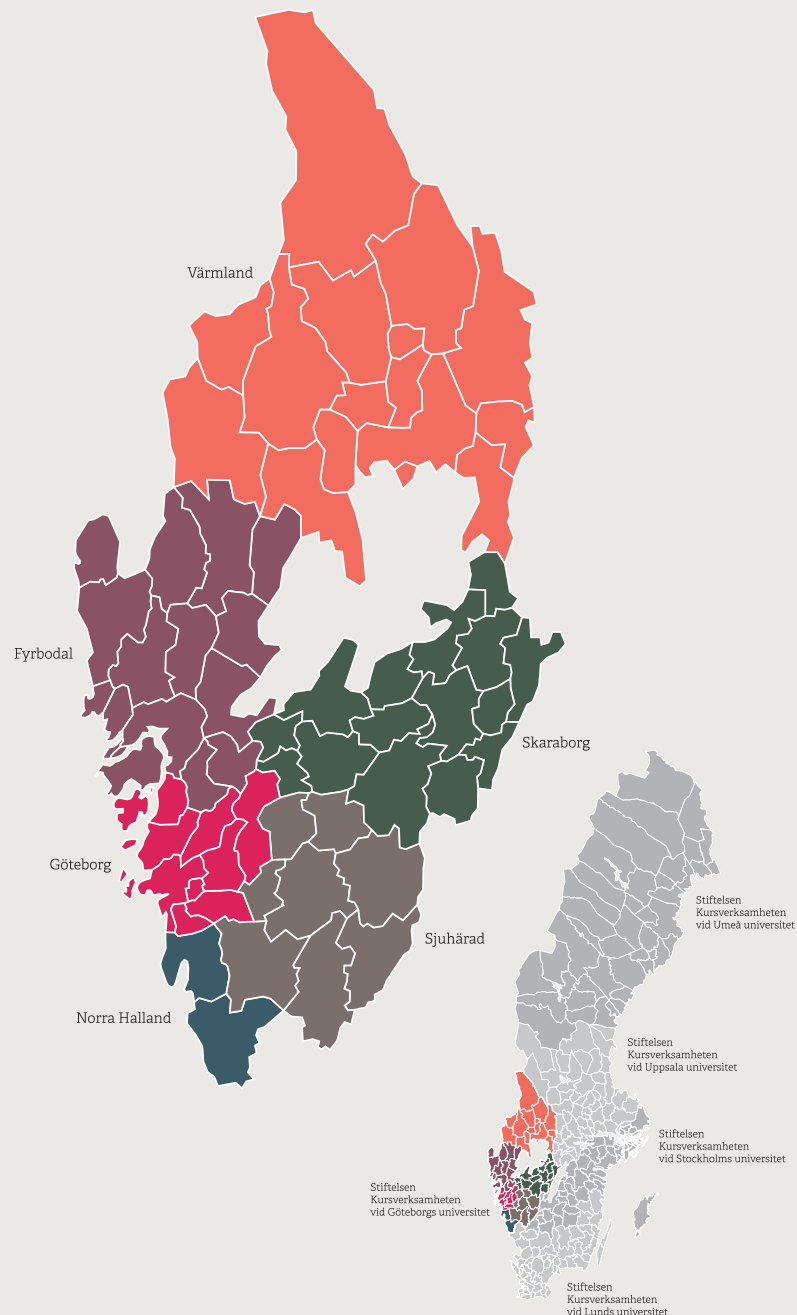 Värmland
Fyrbodal
Skaraborg
Göteborg
Sjuhärad
Norra Halland
Stiftelsen
Kursverksamheten
vid Umeå universitet
Stiftelsen
Kursverksamheten
vid Uppsala universitet
Stiftelsen
Kursverksamheten
vid Stockholms universitet
Stiftelsen
Kursverksamheten
vid Göteborgs universitet
Stiftelsen
Kursverksamheten
vid Lunds universitet